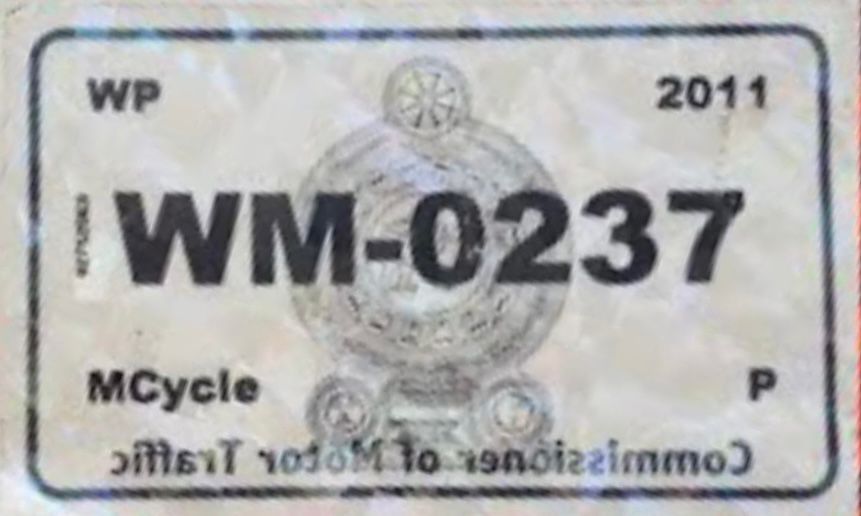 WP 2011
WM-0237
MCycle P
Commissioner of Motor Traffic